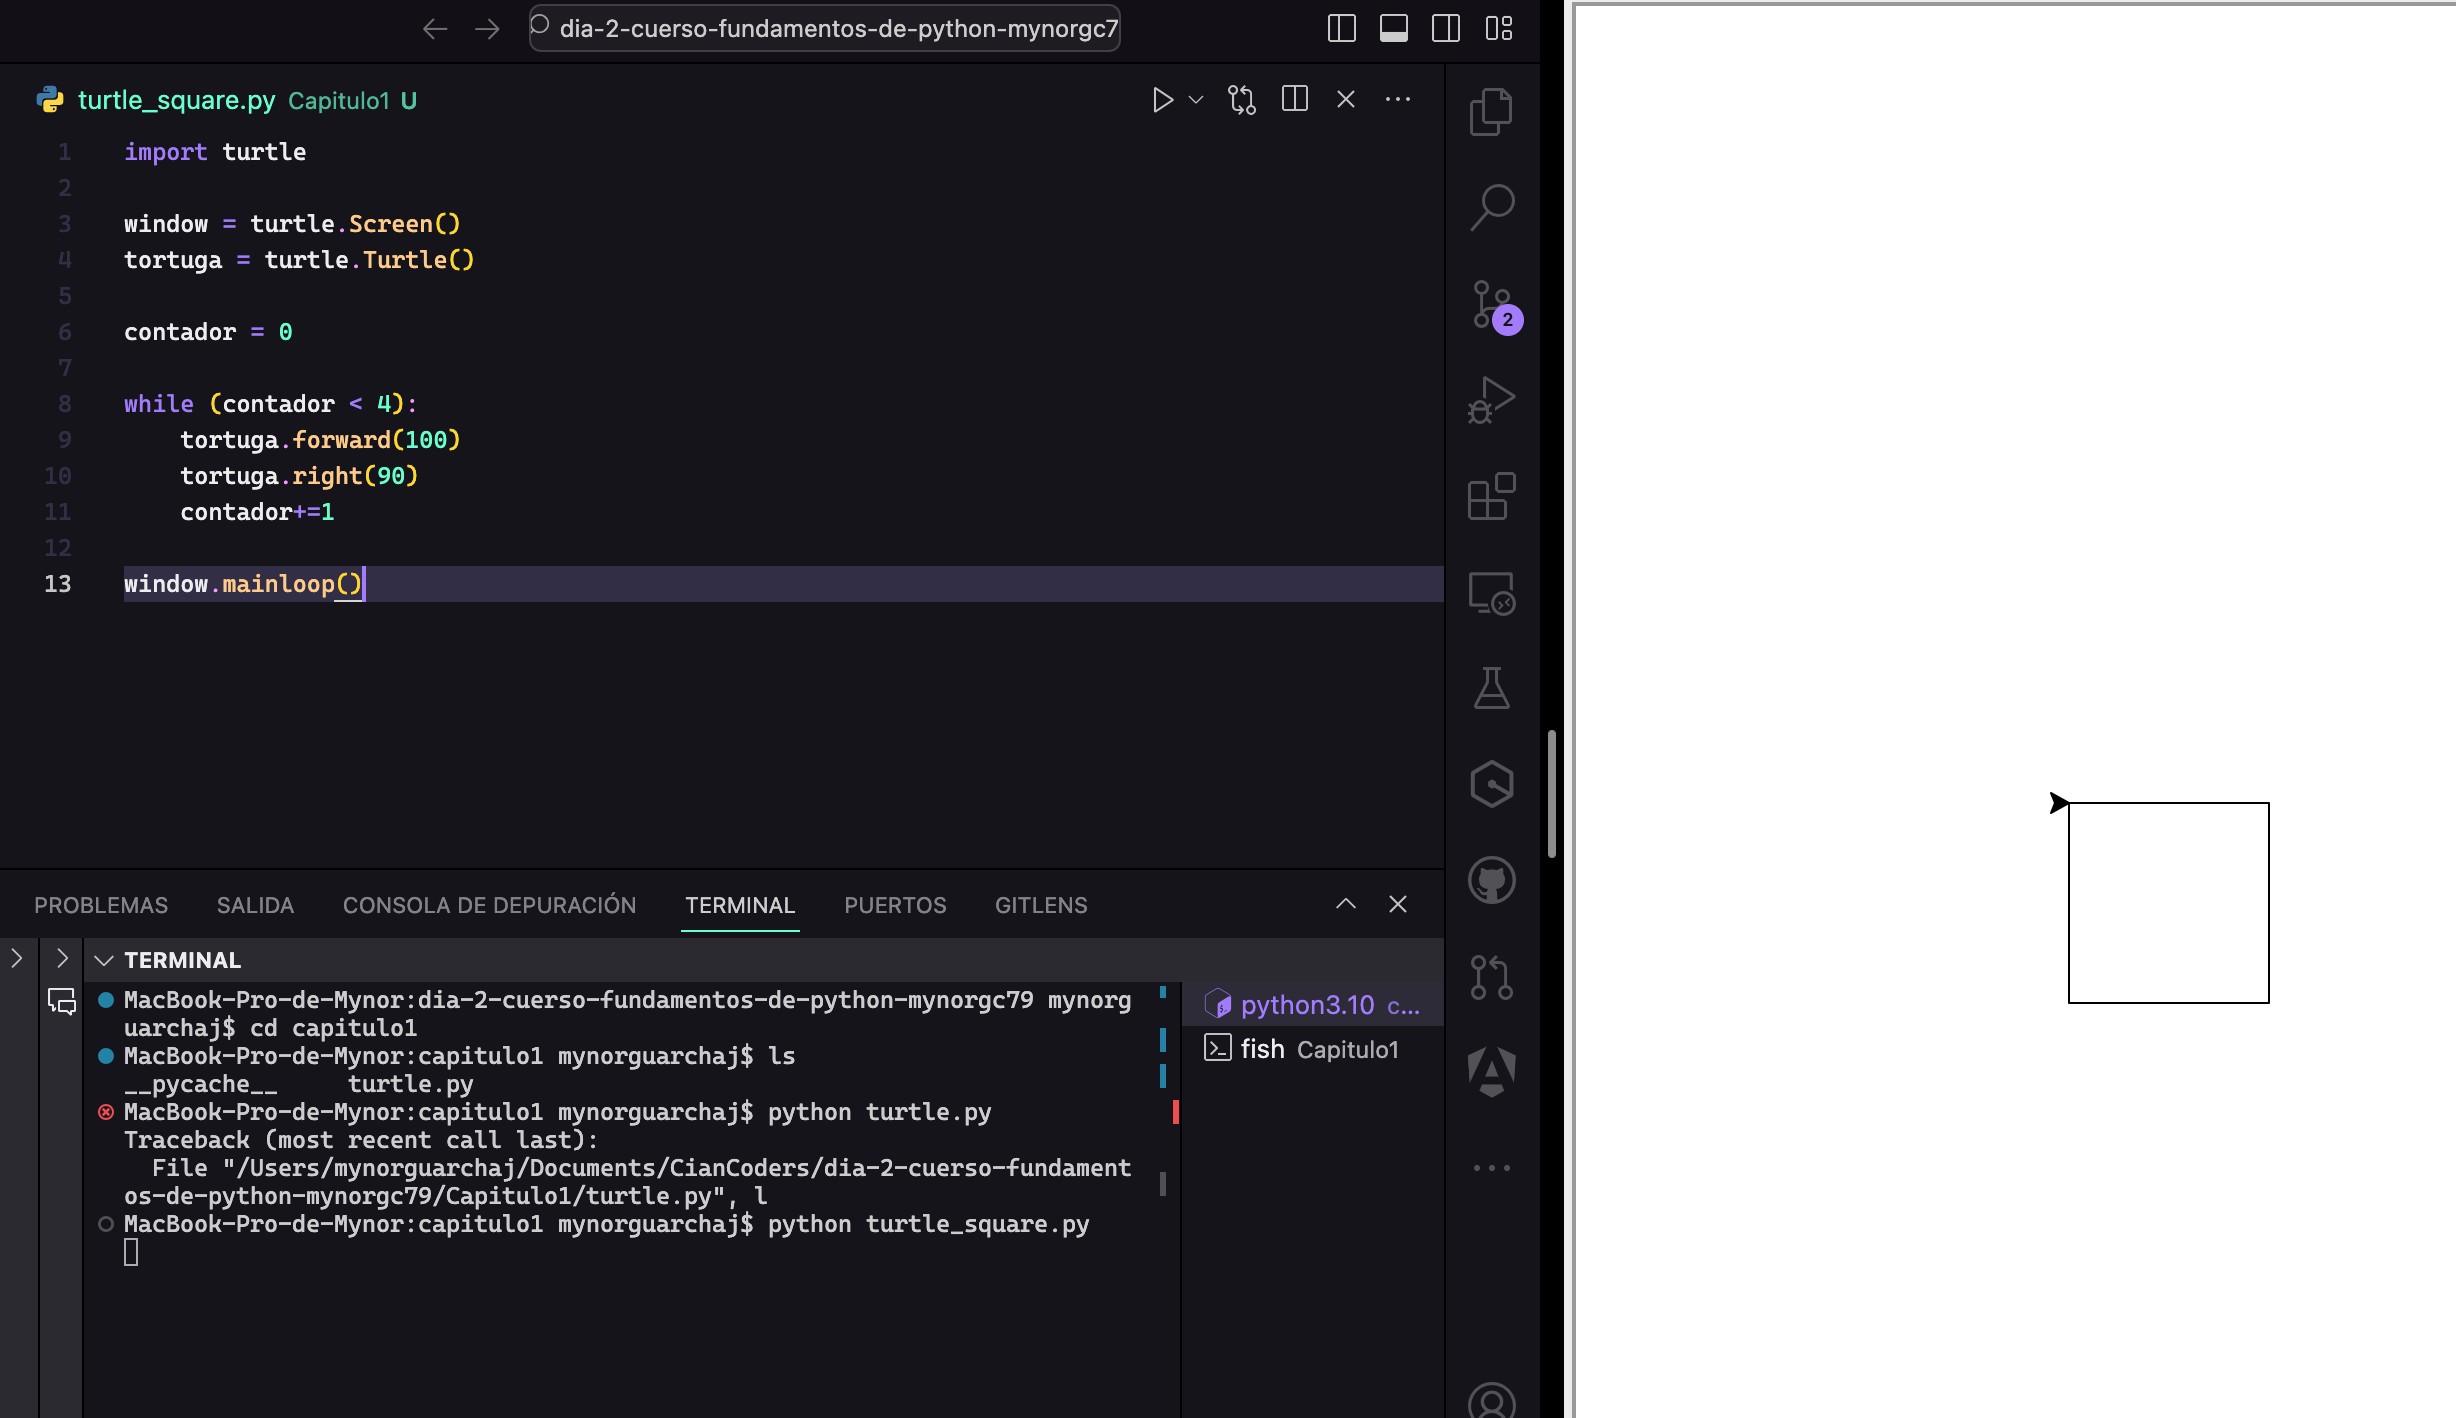 dia-2-cuerso-fundamentos-de-python-mynorgc7
turtle_square.py Capitulo1 U
1 import turtle
2
3 window = turtle.Screen()
4 tortuga = turtle.Turtle()
5
6 contador = 0
7
8 while (contador < 4):
9 tortuga.forward(100)
10 tortuga.right(90)
11 contador+=1
12
13 window.mainloop()
2
PROBLEMAS SALIDA CONSOLA DE DEPURACIÓN TERMINAL PUERTOS GITLENS
TERMINAL
MacBook-Pro-de-Mynor:dia-2-cuerso-fundamentos-de-python-mynorgc79 mynorg
uarchaj$ cd capitulo1
MacBook-Pro-de-Mynor:capitulo1 mynorguarchaj$ ls
__pycache__ turtle.py
MacBook-Pro-de-Mynor:capitulo1 mynorguarchaj$ python turtle.py
Traceback (most recent call last):
File "/Users/mynorguarchaj/Documents/CianCoders/dia-2-cuerso-fundament
os-de-python-mynorgc79/Capitulo1/turtle.py", l
MacBook-Pro-de-Mynor:capitulo1 mynorguarchaj$ python turtle_square.py
python3.10 c...
fish Capitulo1